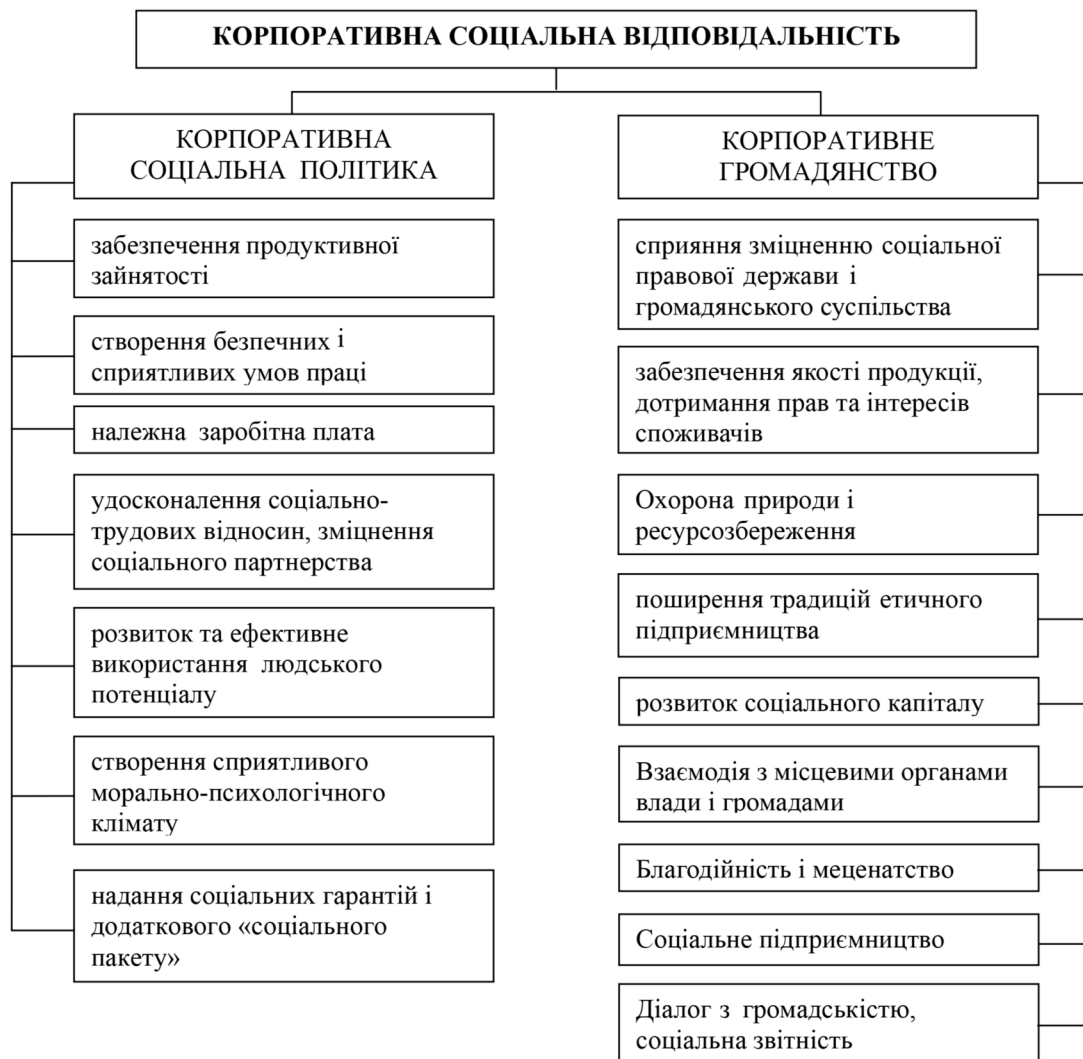 КОРПОРАТИВНА СОЦІАЛЬНА ВІДПОВІДАЛЬНІСТЬ
КОРПОРАТИВНА
СОЦІАЛЬНА ПОЛІТИКА
забезпечення продуктивної
зайнятості
створення безпечних і
сприятливих умов праці
належна заробітна плата
удосконалення соціально-
трудових відносин, зміцнення
соціального партнерства
розвиток та ефективне
використання людського
потенціалу
створення сприятливого
морально-психологічного
клімату
надання соціальних гарантій і
додаткового «соціального
пакету»
КОРПОРАТИВНЕ
ГРОМАДЯНСТВО
сприяння зміцненню соціальної
правової держави і
громадянського суспільства
забезпечення якості продукції,
дотримання прав та інтересів
споживачів
Охорона природи і
ресурсозбереження
поширення традицій етичного
підприємництва
розвиток соціального капіталу
Взаємодія з місцевими органами
влади і громадами
Благодійність і меценатство
Соціальне підприємництво
Діалог з громадськістю,
соціальна звітність